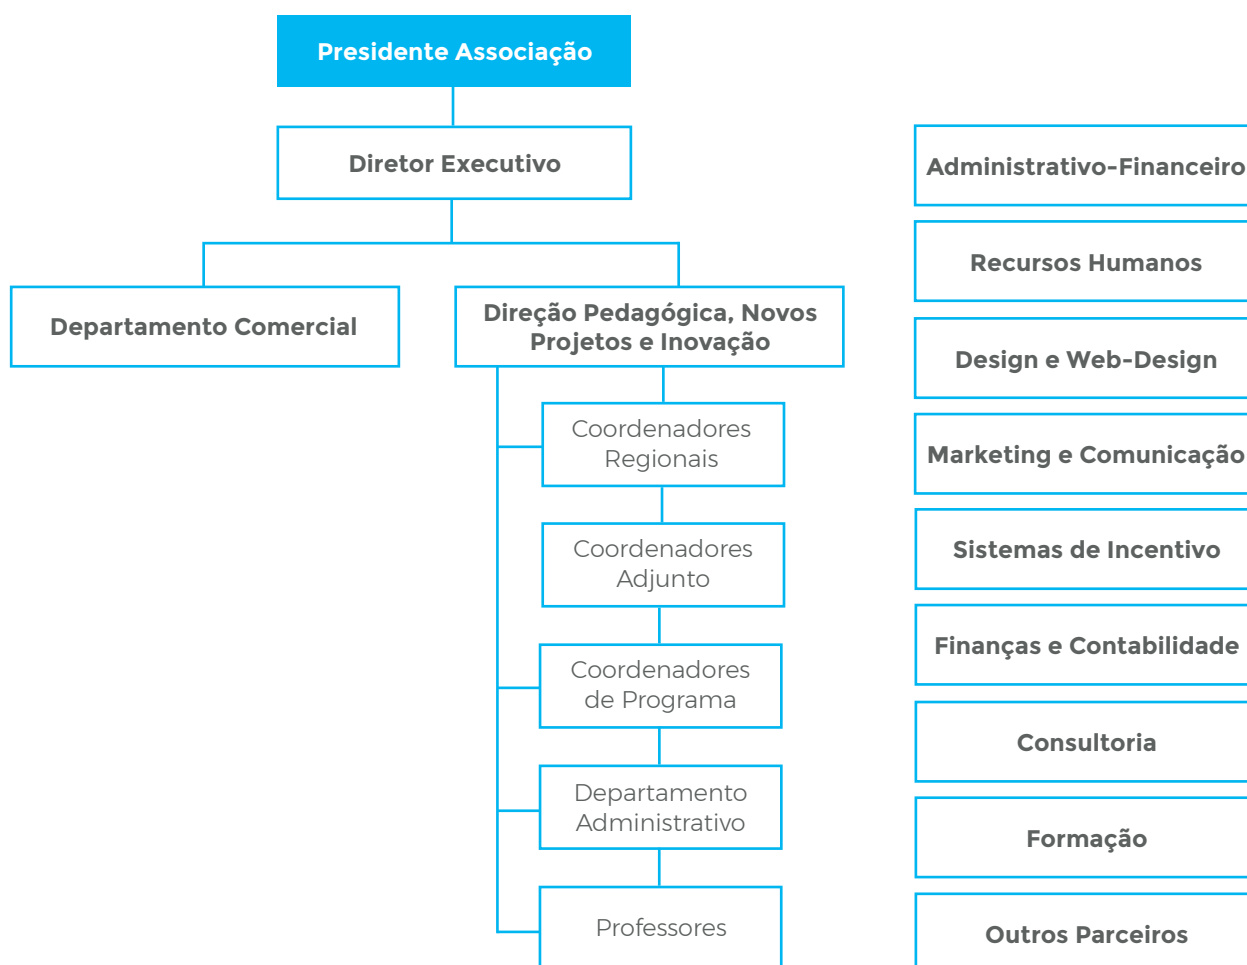 Presidente Associação
Diretor Executivo
Departamento Comercial
Direção Pedagógica, Novos
Projetos e Inovação
Coordenadores
Regionais
Coordenadores
Adjunto
Coordenadores
de Programa
Departamento
Administrativo
Professores
Administrativo-Financeiro
Recursos Humanos
Design e Web-Design
Marketing e Comunicação
Sistemas de Incentivo
Finanças e Contabilidade
Consultoria
Formação
Outros Parceiros